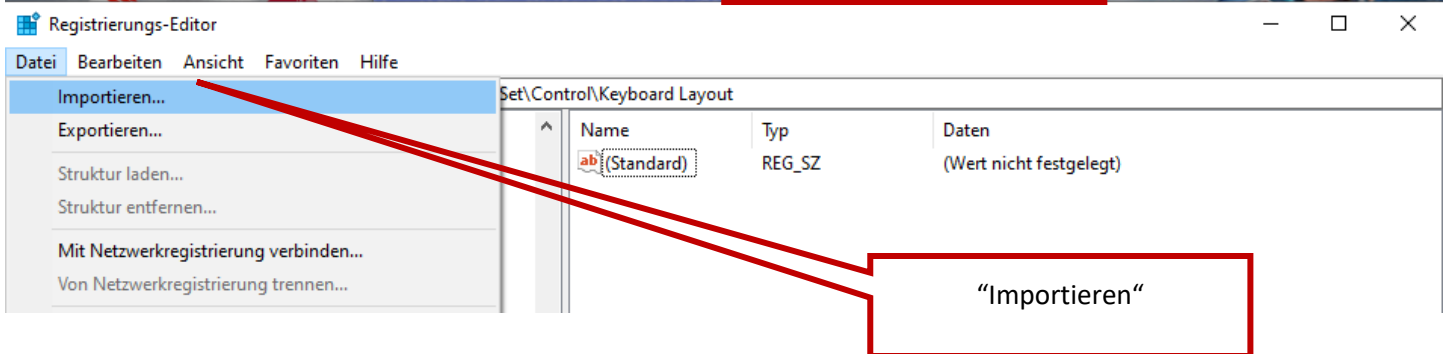 Registrierungs-Editor
Datei Bearbeiten Ansicht Favoriten Hilfe
Importieren...
Set\Control\Keyboard Layout
Exportieren...
Name Typ Daten
ab (Standard) REG_SZ (Wert nicht festgelegt)
Struktur laden...
Struktur entfernen...
Mit Netzwerkregistrierung verbinden...
Von Netzwerkregistrierung trennen...
“Importieren“